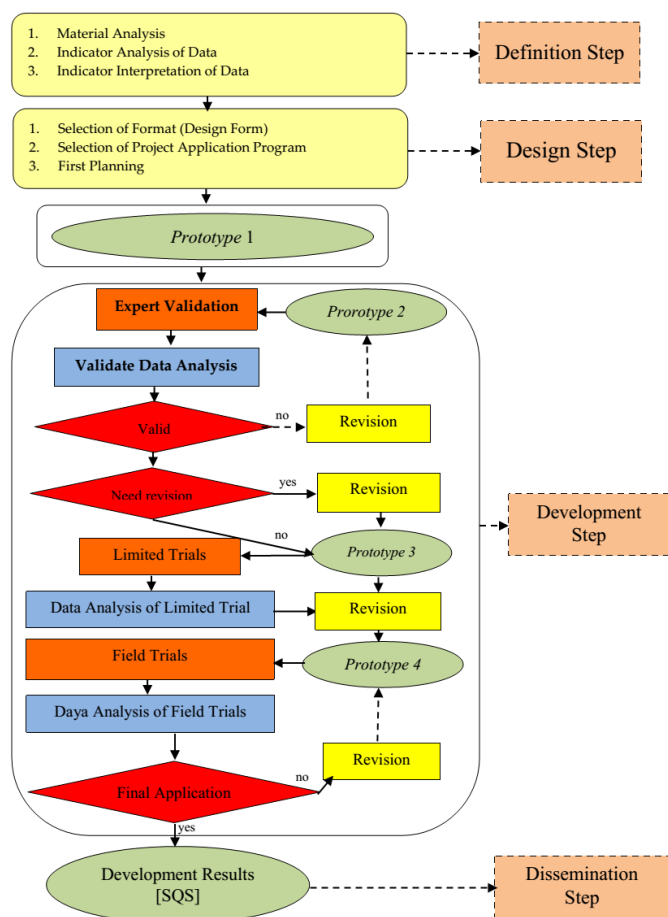 1. Material Analysis
2. Indicator Analysis of Data
3. Indicator Interpretation of Data
Definition Step
1. Selection of Format (Design Form)
2. Selection of Project Application Program
3. First Planning
Design Step
Prototype 1
Expert Validation
Prorotype 2
Validate Data Analysis
Valid
no
Revision
Need revision
yes
Revision
Development
Step
no
Limited Trials
Prototype 3
Data Analysis of Limited Trial
Revision
Field Trials
Prototype 4
Daya Analysis of Field Trials
Revision
Final Application
no
yes
Development Results
[SQS]
Dissemination
Step